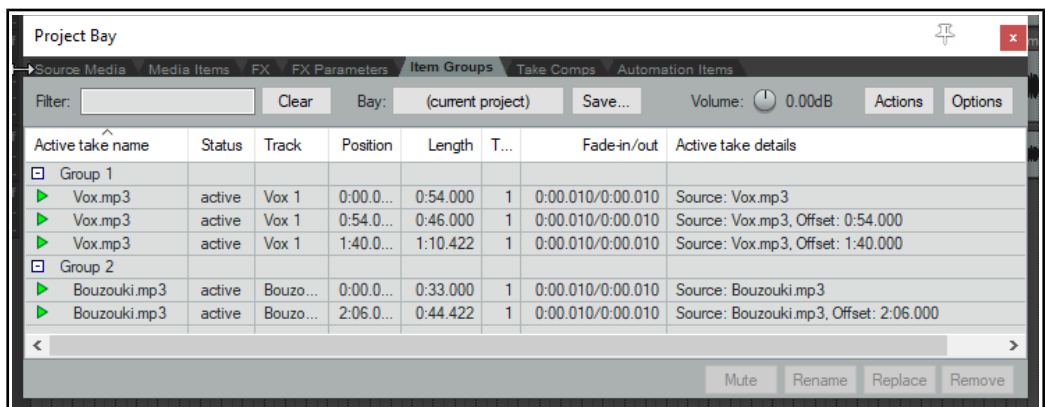 Project Bay
x
Source Media Media Items FX FX Parameters Item Groups Take Comps Automation Items
Filter: Clear Bay: (current project) Save... Volume: 0.00dB Actions Options
Active take name Status Track Position Length T... Fade-in/out Active take details
Group 1
Vox.mp3 active Vox 1 0:00.0... 0:54.000 1 0:00.010/0:00.010 Source: Vox.mp3
Vox.mp3 active Vox 1 0:54.0... 0:46.000 1 0:00.010/0:00.010 Source: Vox.mp3, Offset: 0:54.000
Vox.mp3 active Vox 1 1:40.0... 1:10.422 1 0:00.010/0:00.010 Source: Vox.mp3, Offset: 1:40.000
Group 2
Bouzouki.mp3 active Bouzo... 0:00.0... 0:33.000 1 0:00.010/0:00.010 Source: Bouzouki.mp3
Bouzouki.mp3 active Bouzo... 2:06.0... 0:44.422 1 0:00.010/0:00.010 Source: Bouzouki.mp3, Offset: 2:06.000
Mute Rename Replace Remove